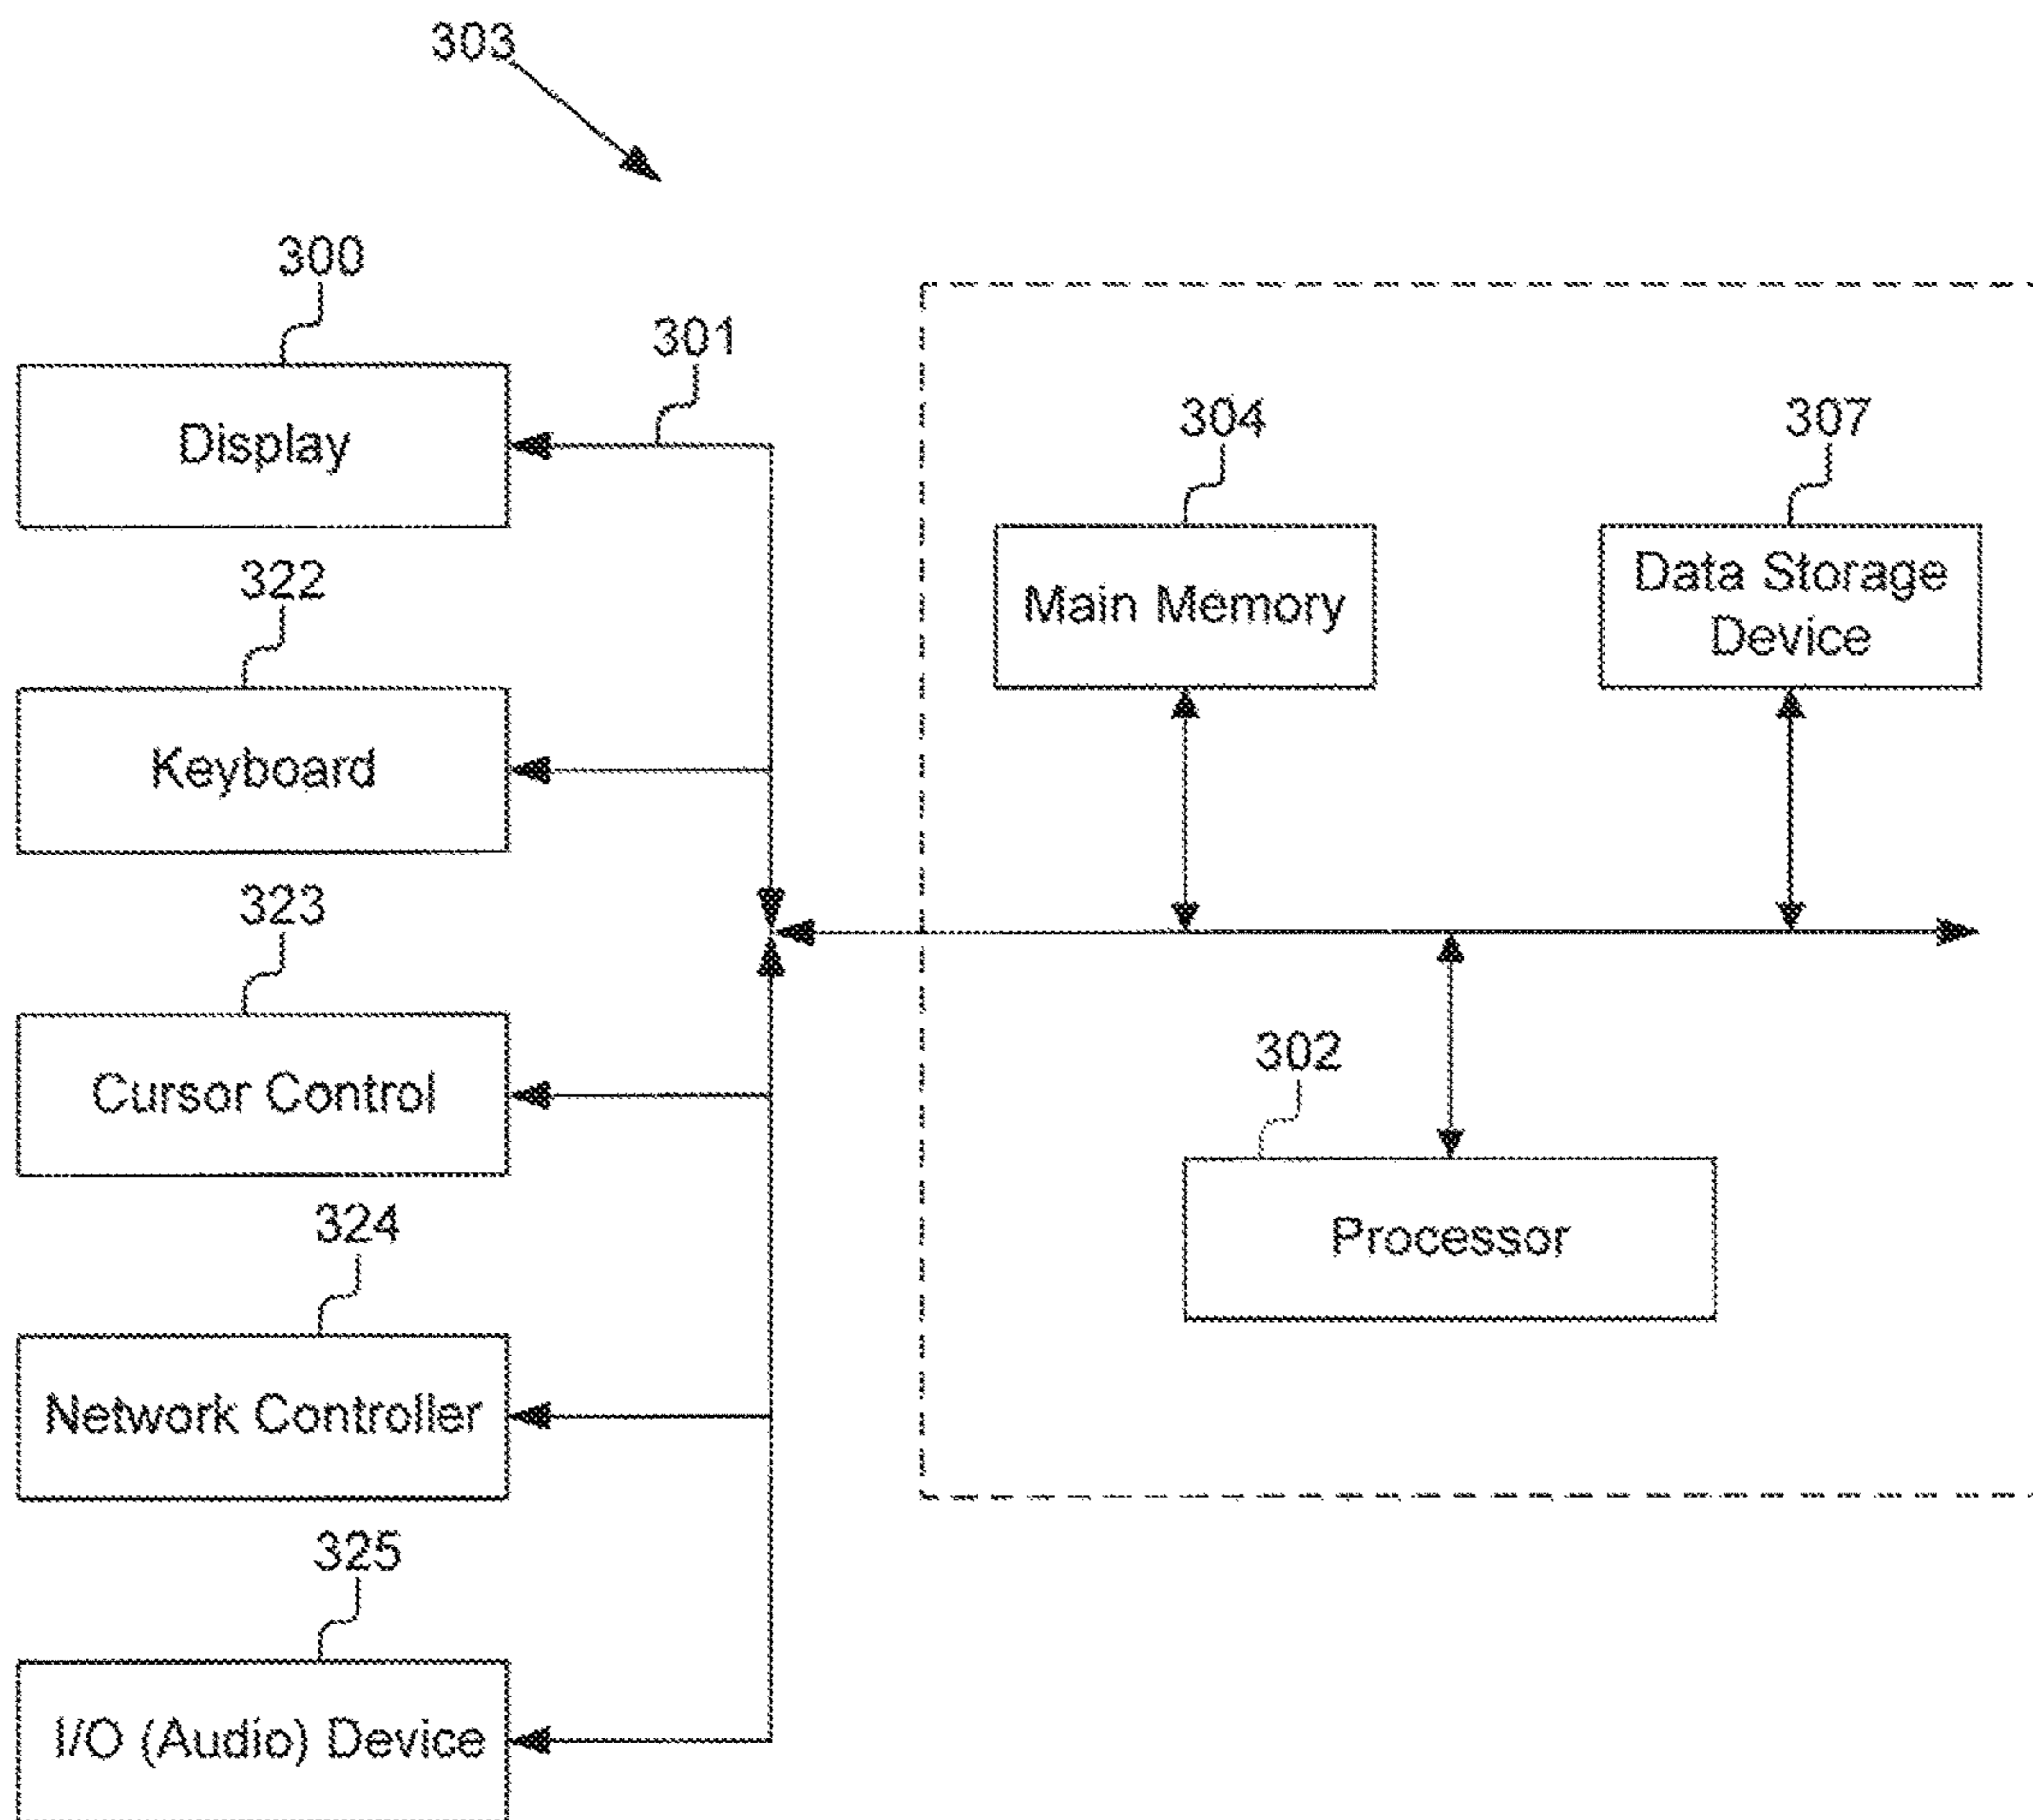 303
300
Display
301
322
Keyboard
323
Cursor Control
324
Network Controller
325
I/O (Audio) Device
304
Main Memory
307
Data Storage
Device
302
Processor